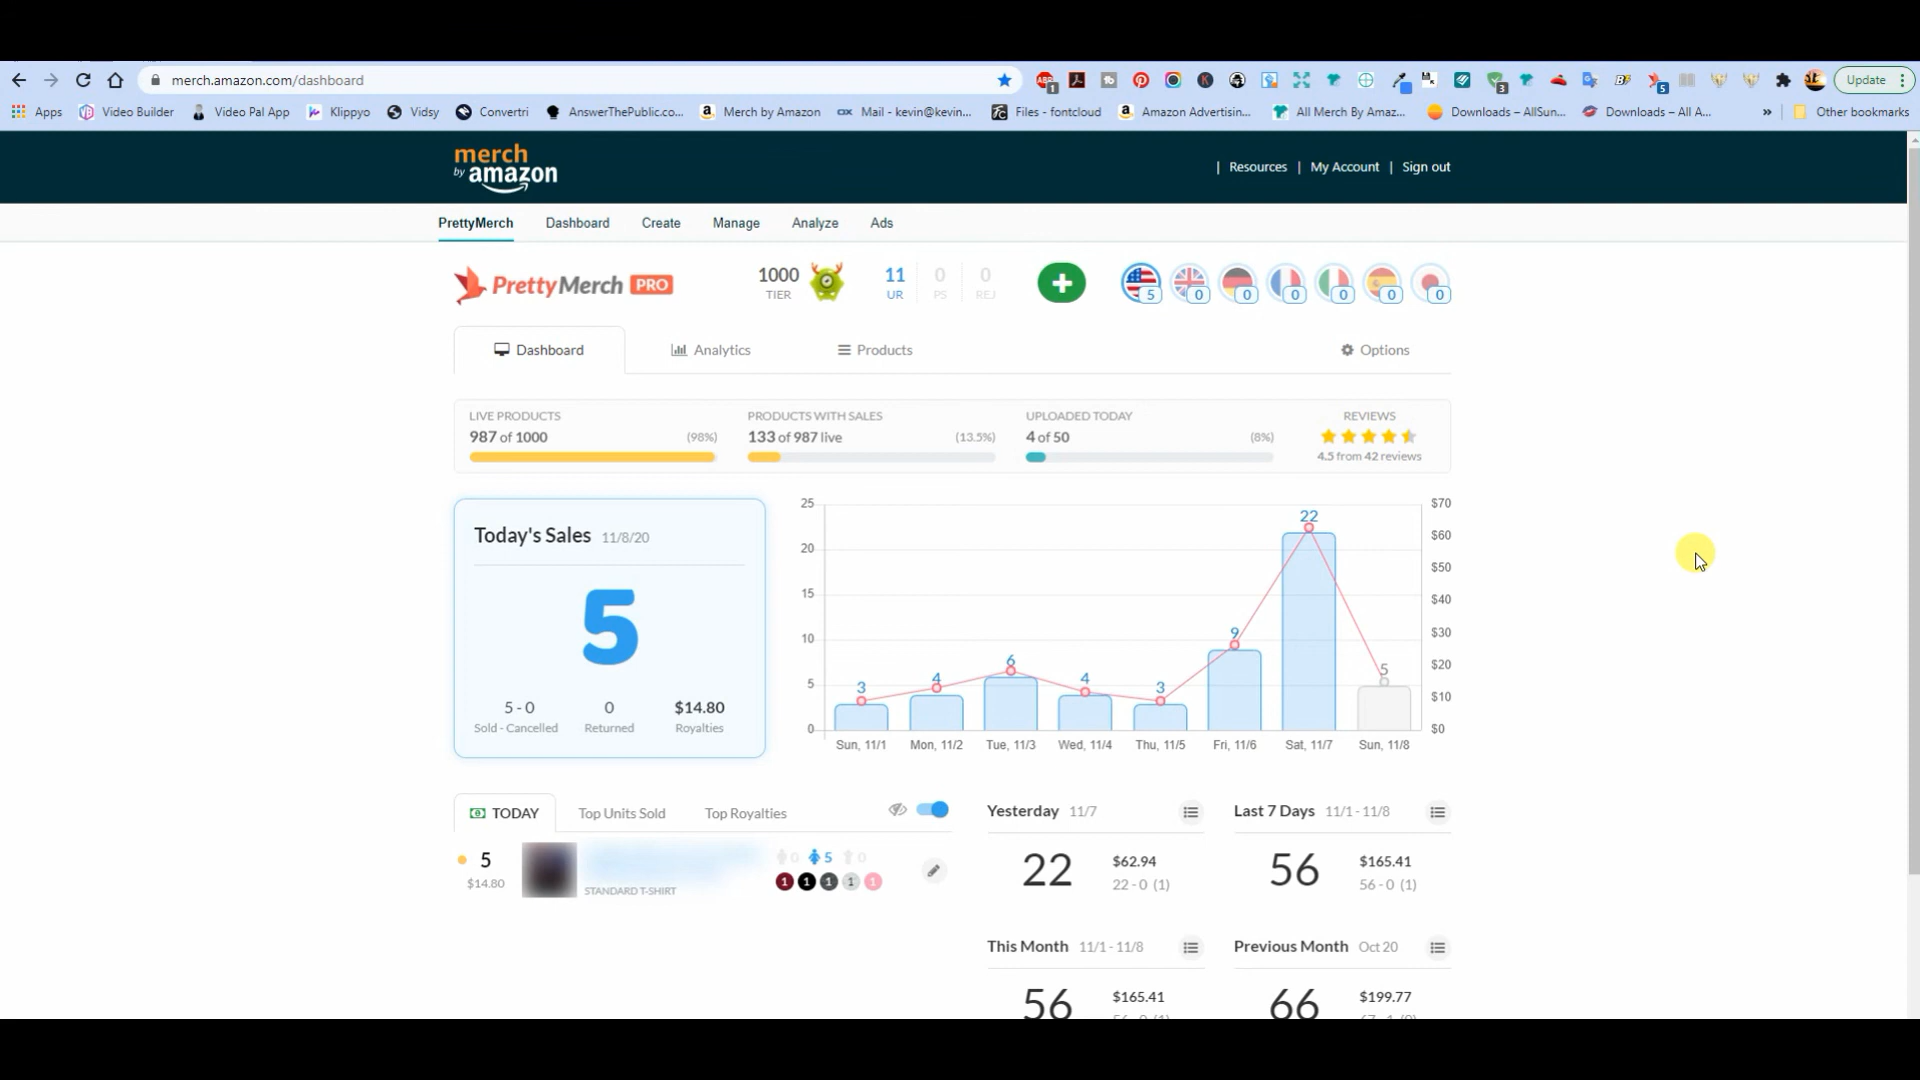 merch.amazon.com/dashboard
ABP 1
3
5
Update
Apps
Video Builder
Video Pal App
Klippyo
Vidsy
Convertri
AnswerThePublic.co...
Merch by Amazon
Mail - kevin@kevin...
Files - fontcloud
Amazon Advertisin...
All Merch By Amaz...
Downloads – AllSun...
Downloads – All A...
»
Other bookmarks
merch
by amazon
| Resources | My Account | Sign out
PrettyMerch Dashboard Create Manage Analyze Ads
PrettyMerch PRO
1000
TIER
11
UR
0
PS
0
REJ
+
5 0 0 0 0 0 0
Dashboard
Analytics
Products
Options
LIVE PRODUCTS
987 of 1000 (98%)
PRODUCTS WITH SALES
133 of 987 live (13.5%)
UPLOADED TODAY
4 of 50 (8%)
REVIEWS
4.5 from 42 reviews
Today's Sales 11/8/20
5
5 - 0
Sold - Cancelled
0
Returned
$14.80
Royalties
25
20
15
10
5
0
3
4
6
4
3
9
22
5
$70
$60
$50
$40
$30
$20
$10
$0
Sun, 11/1 Mon, 11/2 Tue, 11/3 Wed, 11/4 Thu, 11/5 Fri, 11/6 Sat, 11/7 Sun, 11/8
TODAY
Top Units Sold
Top Royalties
5
$14.80
STANDARD T-SHIRT
0 5 0
1 1 1 1 1
Yesterday 11/7
22
$62.94
22 - 0 (1)
Last 7 Days 11/1 - 11/8
56
$165.41
56 - 0 (1)
This Month 11/1 - 11/8
56
$165.41
56 - 0 (1)
Previous Month Oct 20
66
$199.77
67 - 1 (0)